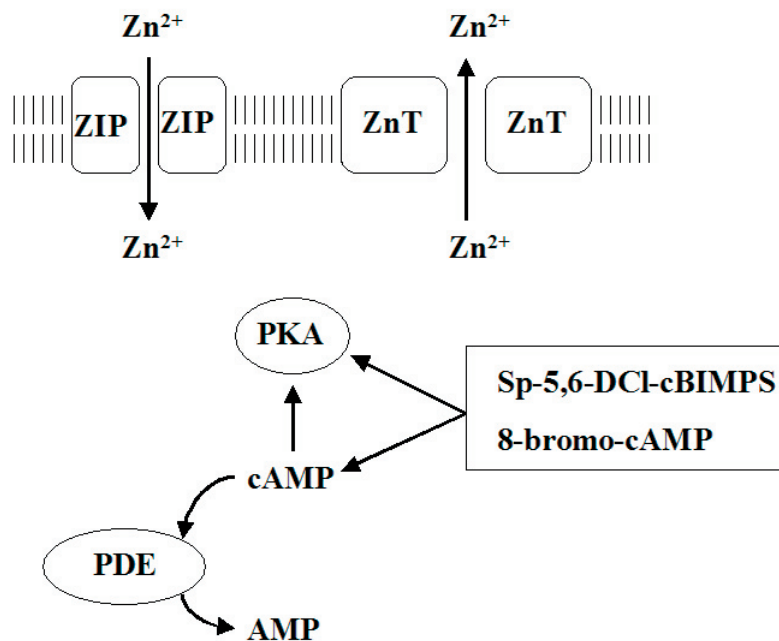 Zn²⁺ Zn²⁺
ZIP ZIP ZnT ZnT
Zn²⁺ Zn²⁺
PKA
Sp-5,6-DCl-cBIMPS
8-bromo-cAMP
cAMP
PDE
AMP